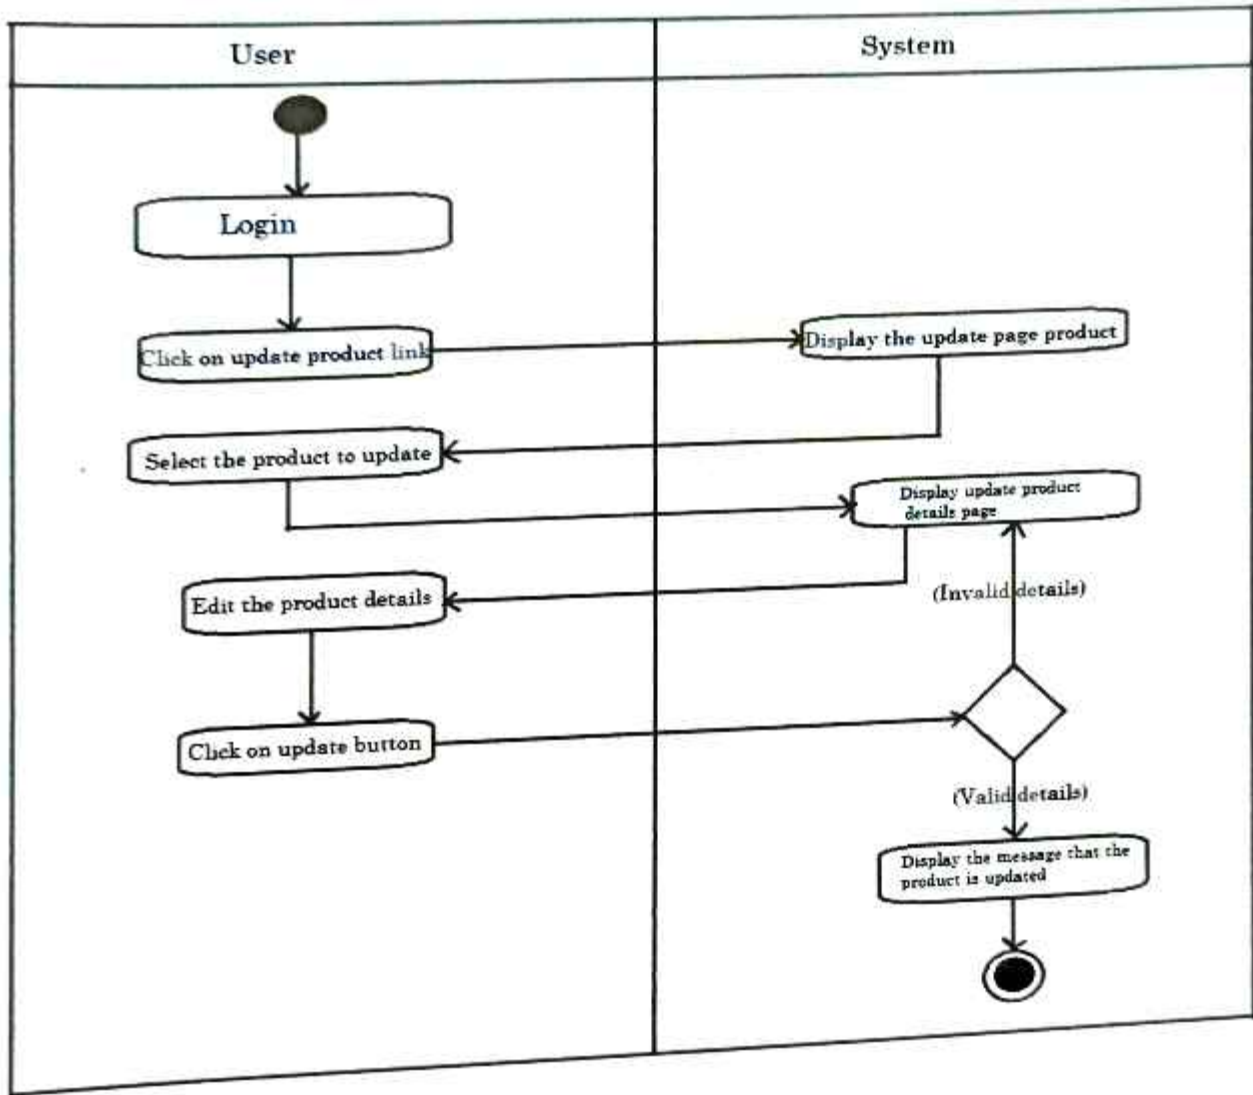 User
System
Login
Click on update product link
Display the update page product
Select the product to update
Display update product
details page
Edit the product details
(Invalid details)
Click on update button
(Valid details)
Display the message that the
product is updated